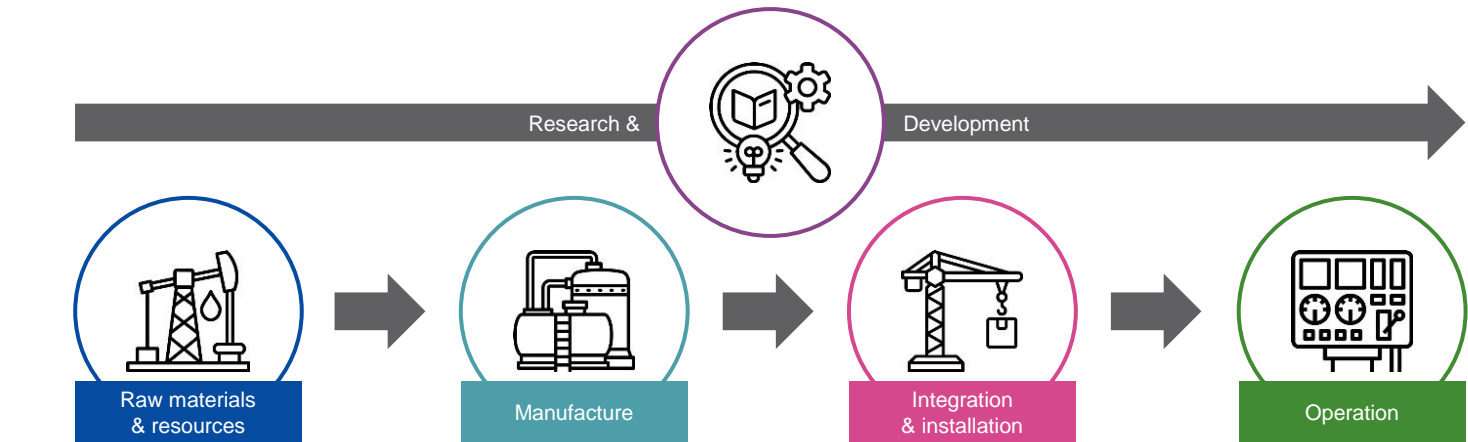 Research & Development
Raw materials
& resources
Manufacture
Integration
& installation
Operation